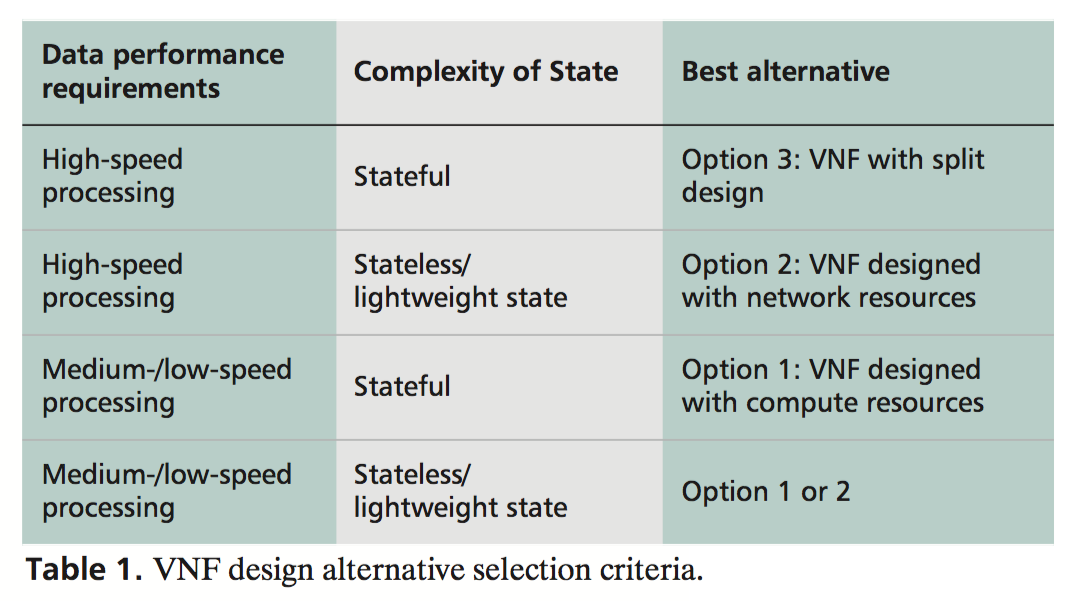 Data performance requirements | Complexity of State | Best alternative
High-speed processing | Stateful | Option 3: VNF with split design
High-speed processing | Stateless/ lightweight state | Option 2: VNF designed with network resources
Medium-/low-speed processing | Stateful | Option 1: VNF designed with compute resources
Medium-/low-speed processing | Stateless/ lightweight state | Option 1 or 2
Table 1. VNF design alternative selection criteria.